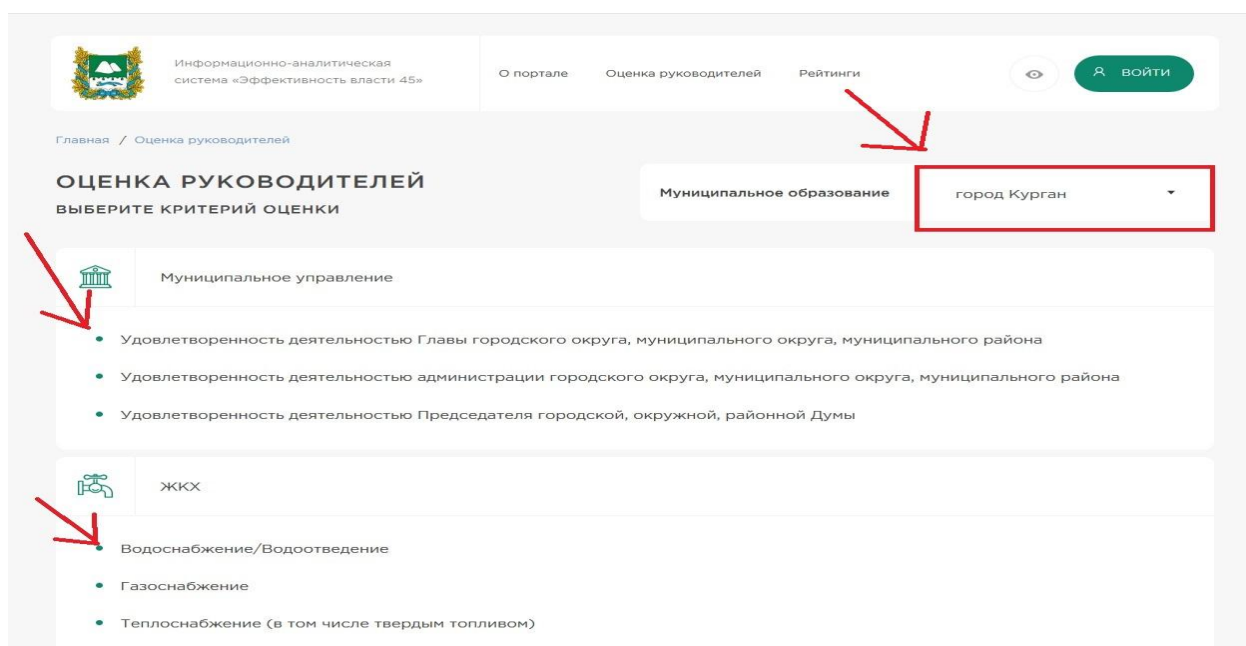 Информационно-аналитическая
система «Эффективность власти 45»
О портале
Оценка руководителей
Рейтинги
ВОЙТИ
Главная / Оценка руководителей
ОЦЕНКА РУКОВОДИТЕЛЕЙ
ВЫБЕРИТЕ КРИТЕРИЙ ОЦЕНКИ
Муниципальное образование
город Курган
Муниципальное управление
Удовлетворенность деятельностью Главы городского округа, муниципального округа, муниципального района
Удовлетворенность деятельностью администрации городского округа, муниципального округа, муниципального района
Удовлетворенность деятельностью Председателя городской, окружной, районной Думы
ЖКХ
Водоснабжение/Водоотведение
Газоснабжение
Теплоснабжение (в том числе твердым топливом)